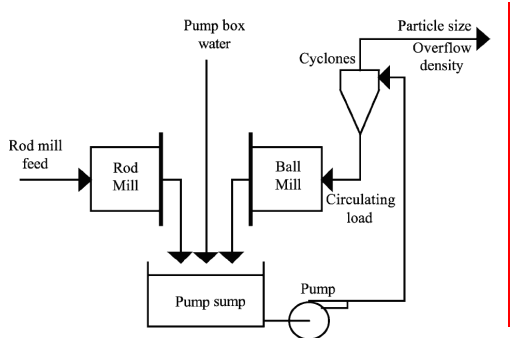 Particle size
Pump box
water
Overflow
density
Cyclones
Rod mill
feed
Rod
Mill
Ball
Mill
Circulating
load
Pump
Pump sump